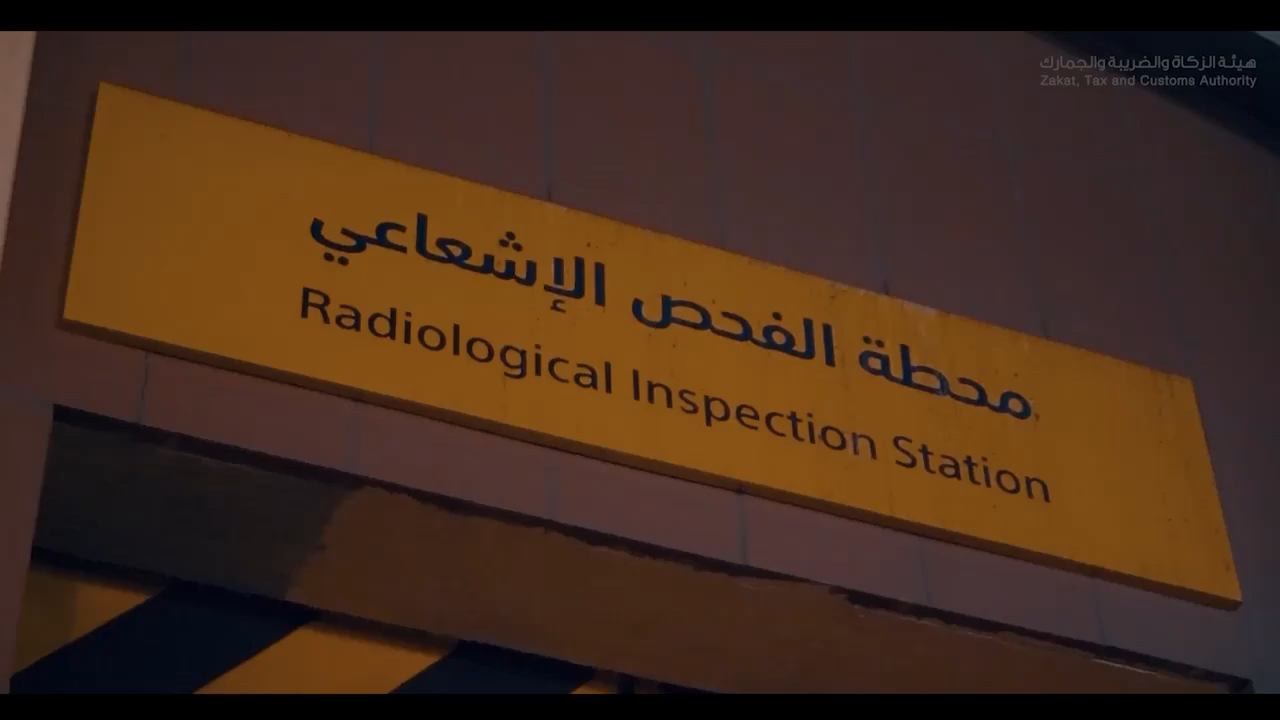 هيئة الزكاة والضريبة والجمارك
Zakat, Tax and Customs Authority
محطة الفحص الإشعاعي
Radiological Inspection Station